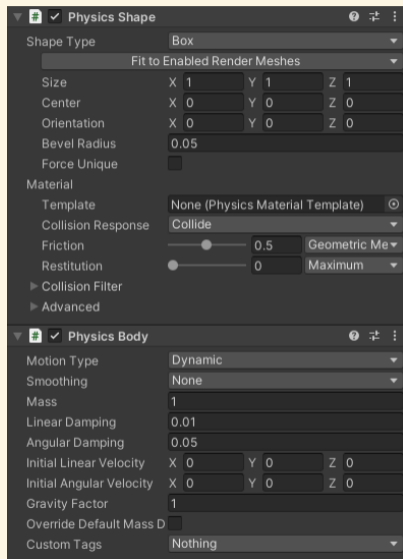 Physics Shape
Shape Type Box
Fit to Enabled Render Meshes
Size X 1 Y 1 Z 1
Center X 0 Y 0 Z 0
Orientation X 0 Y 0 Z 0
Bevel Radius 0.05
Force Unique
Material
Template None (Physics Material Template)
Collision Response Collide
Friction 0.5 Geometric Me
Restitution 0 Maximum
Collision Filter
Advanced
Physics Body
Motion Type Dynamic
Smoothing None
Mass 1
Linear Damping 0.01
Angular Damping 0.05
Initial Linear Velocity X 0 Y 0 Z 0
Initial Angular Velocity X 0 Y 0 Z 0
Gravity Factor 1
Override Default Mass D
Custom Tags Nothing